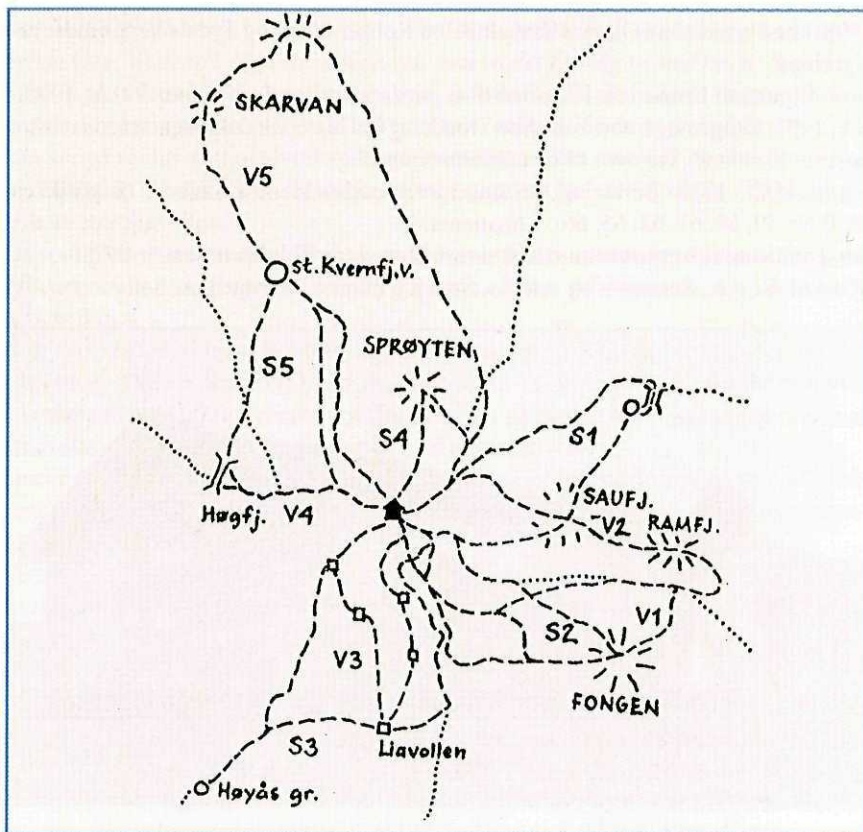 SKARVAN
V5
St. Kvernfj.v.
SPRØYTEN
S5
S4
S1
Høgfj.
V4
SAUFJ.
V2
RAMFJ.
S2
V1
V3
FONGEN
S3
Liavollen
Høyås gr.